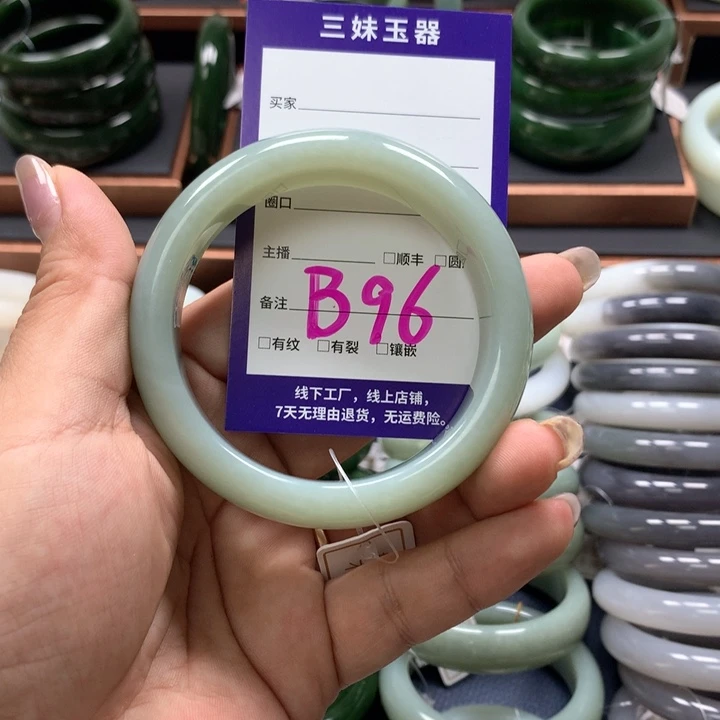 三妹玉器
买家
圈口
主播 □顺丰 □圆
备注 B96
□有纹 □有裂 □镶嵌
线下工厂，线上店铺，
7天无理由退货，无运费险。